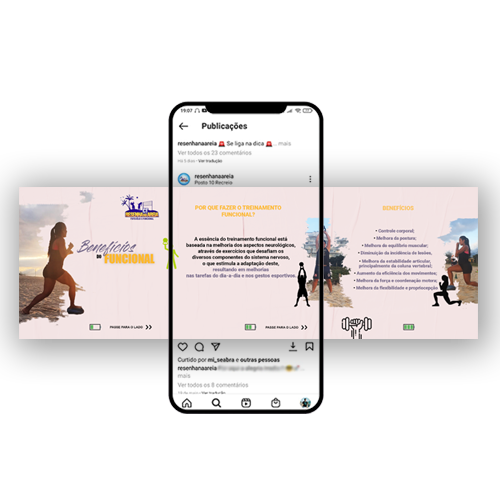 19:07
Publicações
resenhanaareia 🚨 Se liga na dica 🚨 ... mais
Ver todos os 23 comentários
Há 5 dias • Ver tradução
resenhanaareia
Posto 10 Recreio
Benefícios
do FUNCIONAL
PASSE PARA O LADO
POR QUE FAZER O TREINAMENTO
FUNCIONAL?
A essência do treinamento funcional está
baseada na melhoria dos aspectos neurológicos,
através de exercícios que desafiam os
diversos componentes do sistema nervoso,
o que estimula a adaptação deste,
resultando em melhorias
nas tarefas do dia-a-dia e nos gestos esportivos.
PASSE PARA O LADO
BENEFÍCIOS
• Controle corporal;
• Melhora da postura;
• Melhora do equilíbrio muscular;
• Diminuição da incidência de lesões,
• Melhora da estabilidade articular,
principalmente da coluna vertebral;
• Aumento da eficiência dos movimentos;
• Melhora da força e coordenação motora;
• Melhora da flexibilidade e propriocepção
Curtido por mi_seabra e outras pessoas
resenhanaareia
mais
Ver todos os 8 comentários